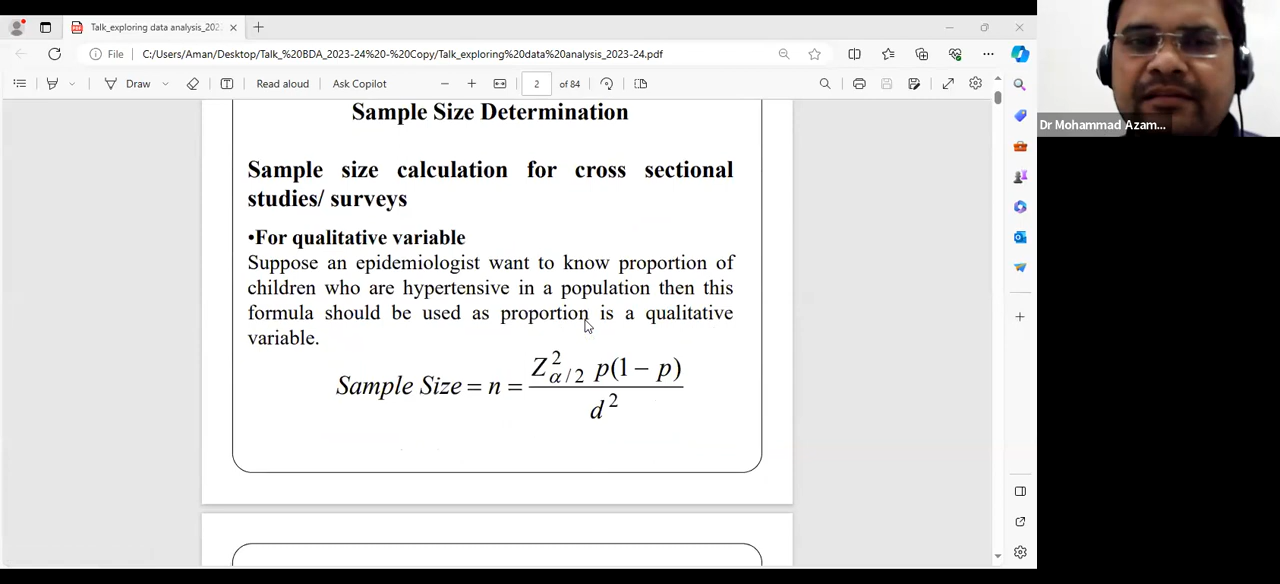 Talk_exploring data analysis_202
File
C:/Users/Aman/Desktop/Talk_%20BDA_2023-24%20-%20Copy/Talk_exploring%20data%20analysis_2023-24.pdf
Draw
Read aloud
Ask Copilot
2
of 84
Dr Mohammad Azam...
Sample Size Determination
Sample size calculation for cross sectional
studies/ surveys
•For qualitative variable
Suppose an epidemiologist want to know proportion of
children who are hypertensive in a population then this
formula should be used as proportion is a qualitative
variable.
Sample Size = n = Z²α/2 p(1 − p) / d²